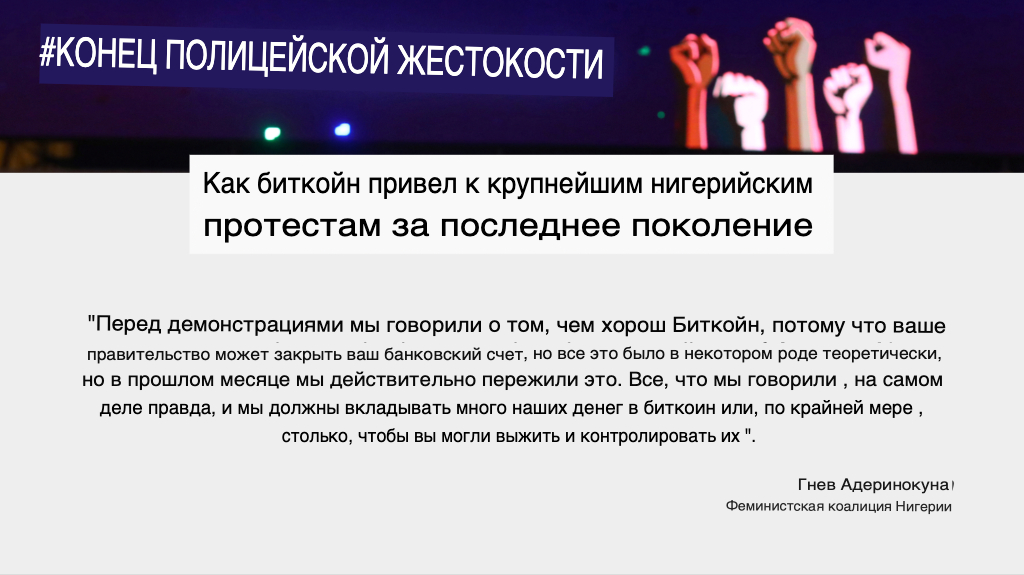 #КОНЕЦ ПОЛИЦЕЙСКОЙ ЖЕСТОКОСТИ
Как биткойн привел к крупнейшим нигерийским
протестам за последнее поколение
"Перед демонстрациями мы говорили о том, чем хорош Биткойн, потому что ваше
правительство может закрыть ваш банковский счет, но все это было в некотором роде теоретически,
но в прошлом месяце мы действительно пережили это. Все, что мы говорили , на самом
деле правда, и мы должны вкладывать много наших денег в биткоин или, по крайней мере ,
столько, чтобы вы могли выжить и контролировать их ".
Гнев Адеринокуна
Феминистская коалиция Нигерии